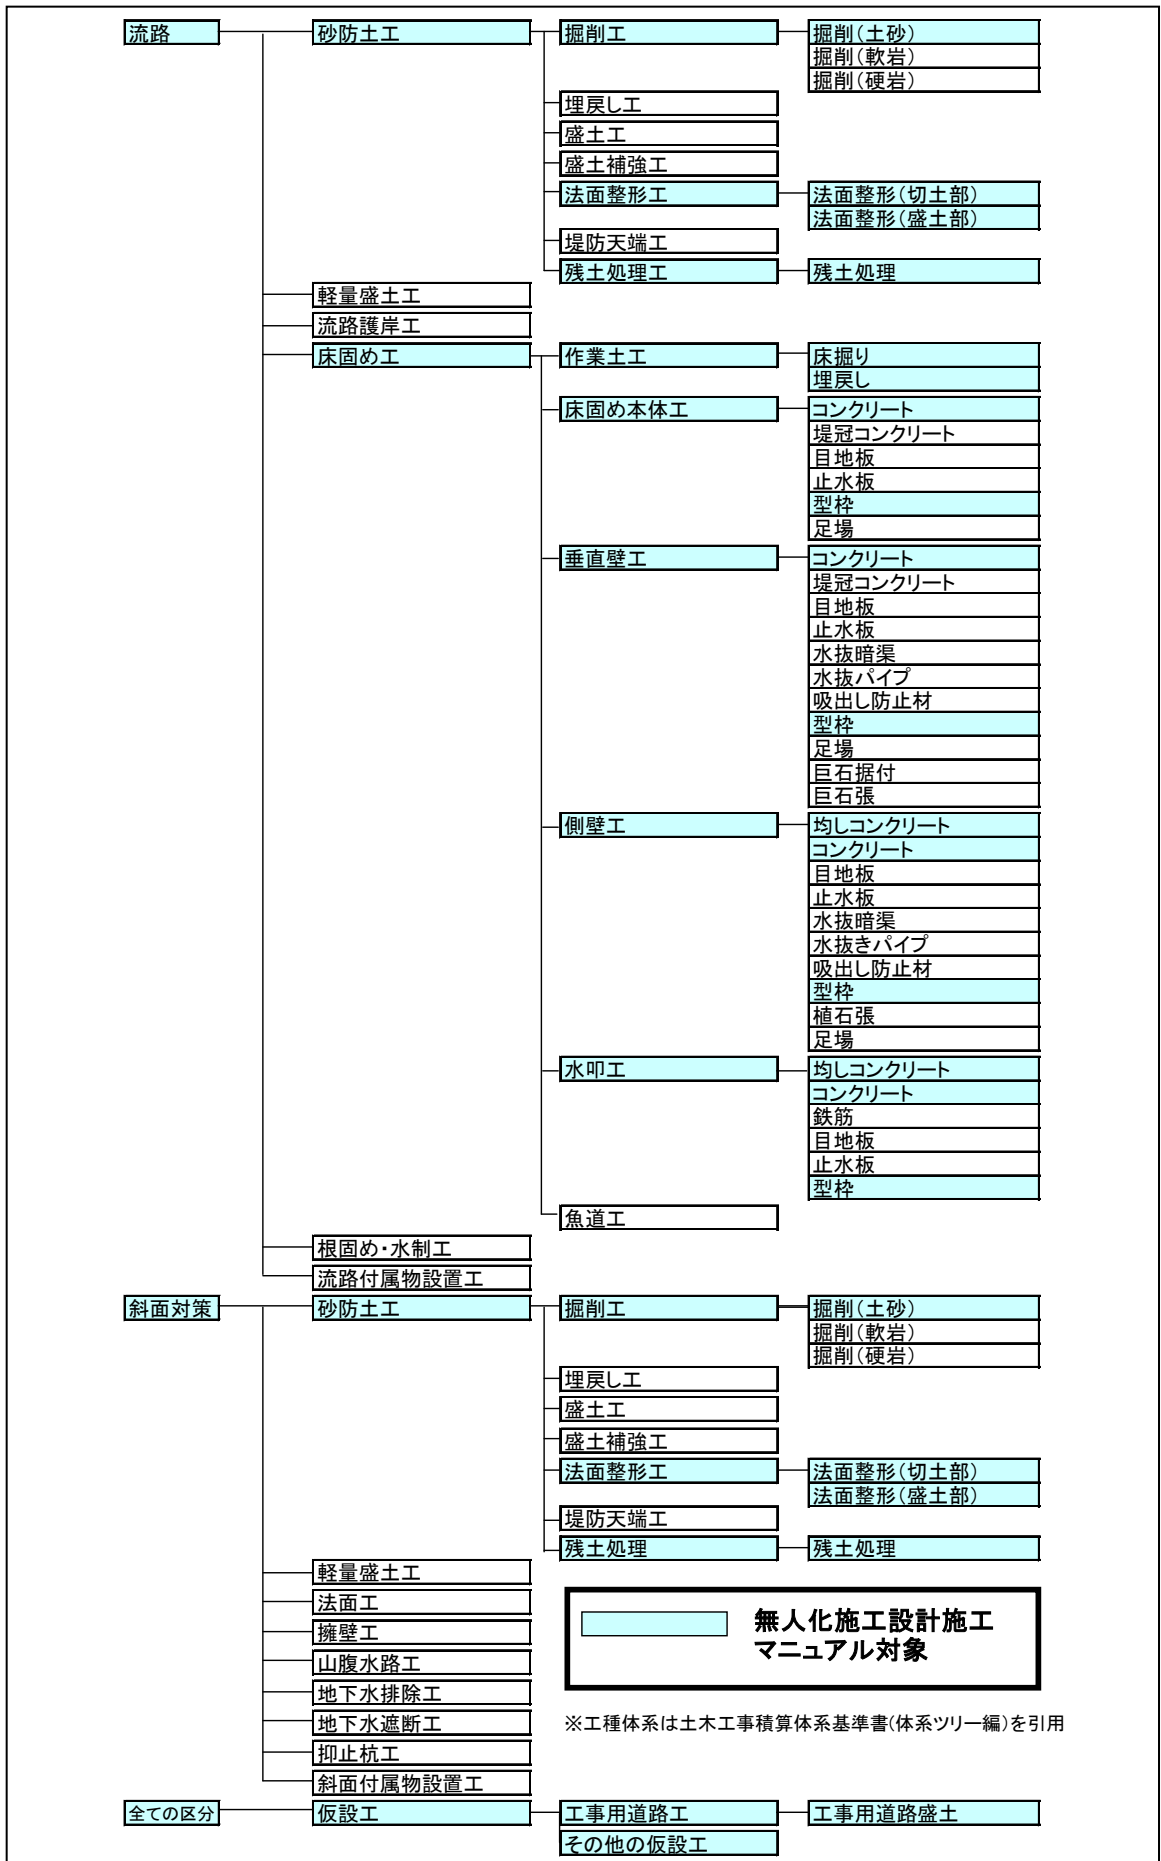 流路
砂防土工
掘削工
掘削（土砂）
掘削（軟岩）
掘削（硬岩）
埋戻し工
盛土工
盛土補強工
法面整形工
法面整形（切土部）
法面整形（盛土部）
堤防天端工
残土処理工
残土処理
軽量盛土工
流路護岸工
床固め工
作業土工
床掘り
埋戻し
床固め本体工
コンクリート
堤冠コンクリート
目地板
止水板
型枠
足場
垂直壁工
コンクリート
堤冠コンクリート
目地板
止水板
水抜暗渠
水抜パイプ
吸出し防止材
型枠
足場
巨石据付
巨石張
側壁工
均しコンクリート
コンクリート
目地板
止水板
水抜暗渠
水抜きパイプ
吸出し防止材
型枠
植石張
足場
水叩工
均しコンクリート
コンクリート
鉄筋
目地板
止水板
型枠
魚道工
根固め・水制工
流路付属物設置工
斜面対策
砂防土工
掘削工
掘削（土砂）
掘削（軟岩）
掘削（硬岩）
埋戻し工
盛土工
盛土補強工
法面整形工
法面整形（切土部）
法面整形（盛土部）
堤防天端工
残土処理
残土処理
軽量盛土工
法面工
擁壁工
山腹水路工
地下水排除工
地下水遮断工
抑止杭工
斜面付属物設置工
無人化施工設計施工
マニュアル対象
※工種体系は土木工事積算体系基準書（体系ツリー編）を引用
全ての区分
仮設工
工事用道路工
工事用道路盛土
その他の仮設工